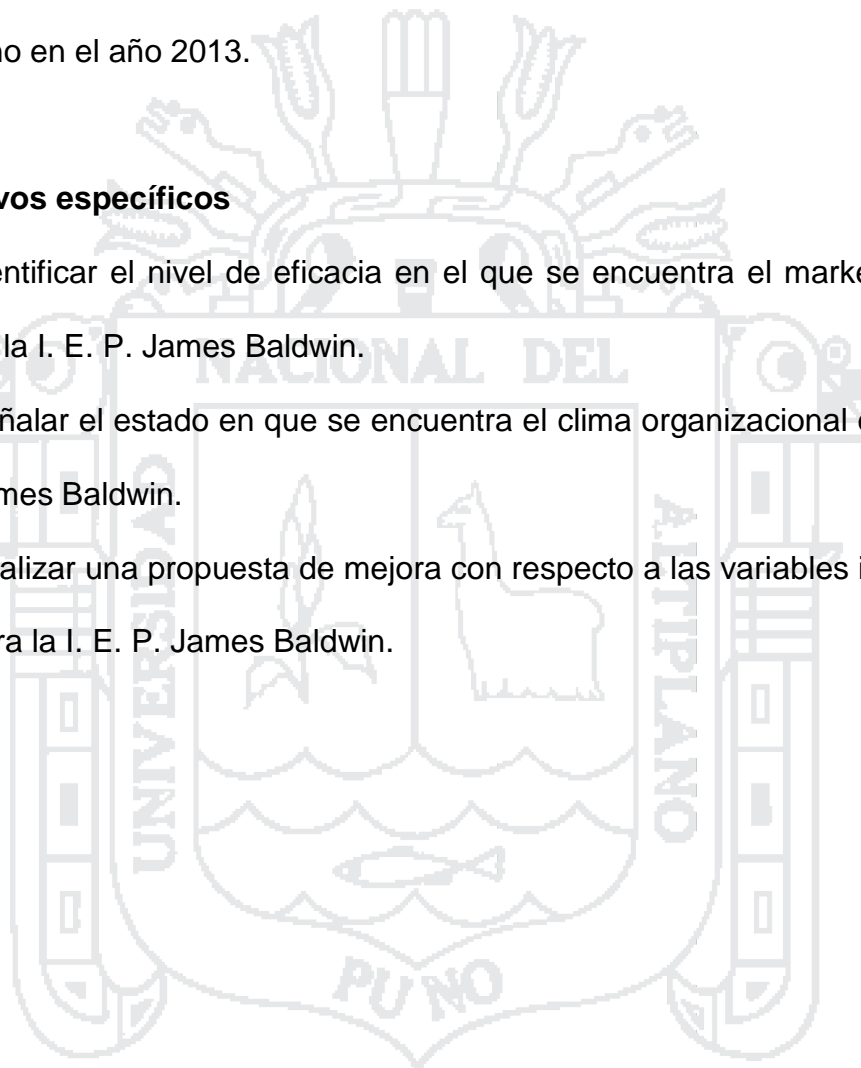 no en el año 2013.
vos específicos
entificar el nivel de eficacia en el que se encuentra el marke
la I. E. P. James Baldwin.
ñalar el estado en que se encuentra el clima organizacional
mes Baldwin.
alizar una propuesta de mejora con respecto a las variables
ra la I. E. P. James Baldwin.
NACIONAL DEL
UNIVERSIDAD
ALTIPLANO
PUNO